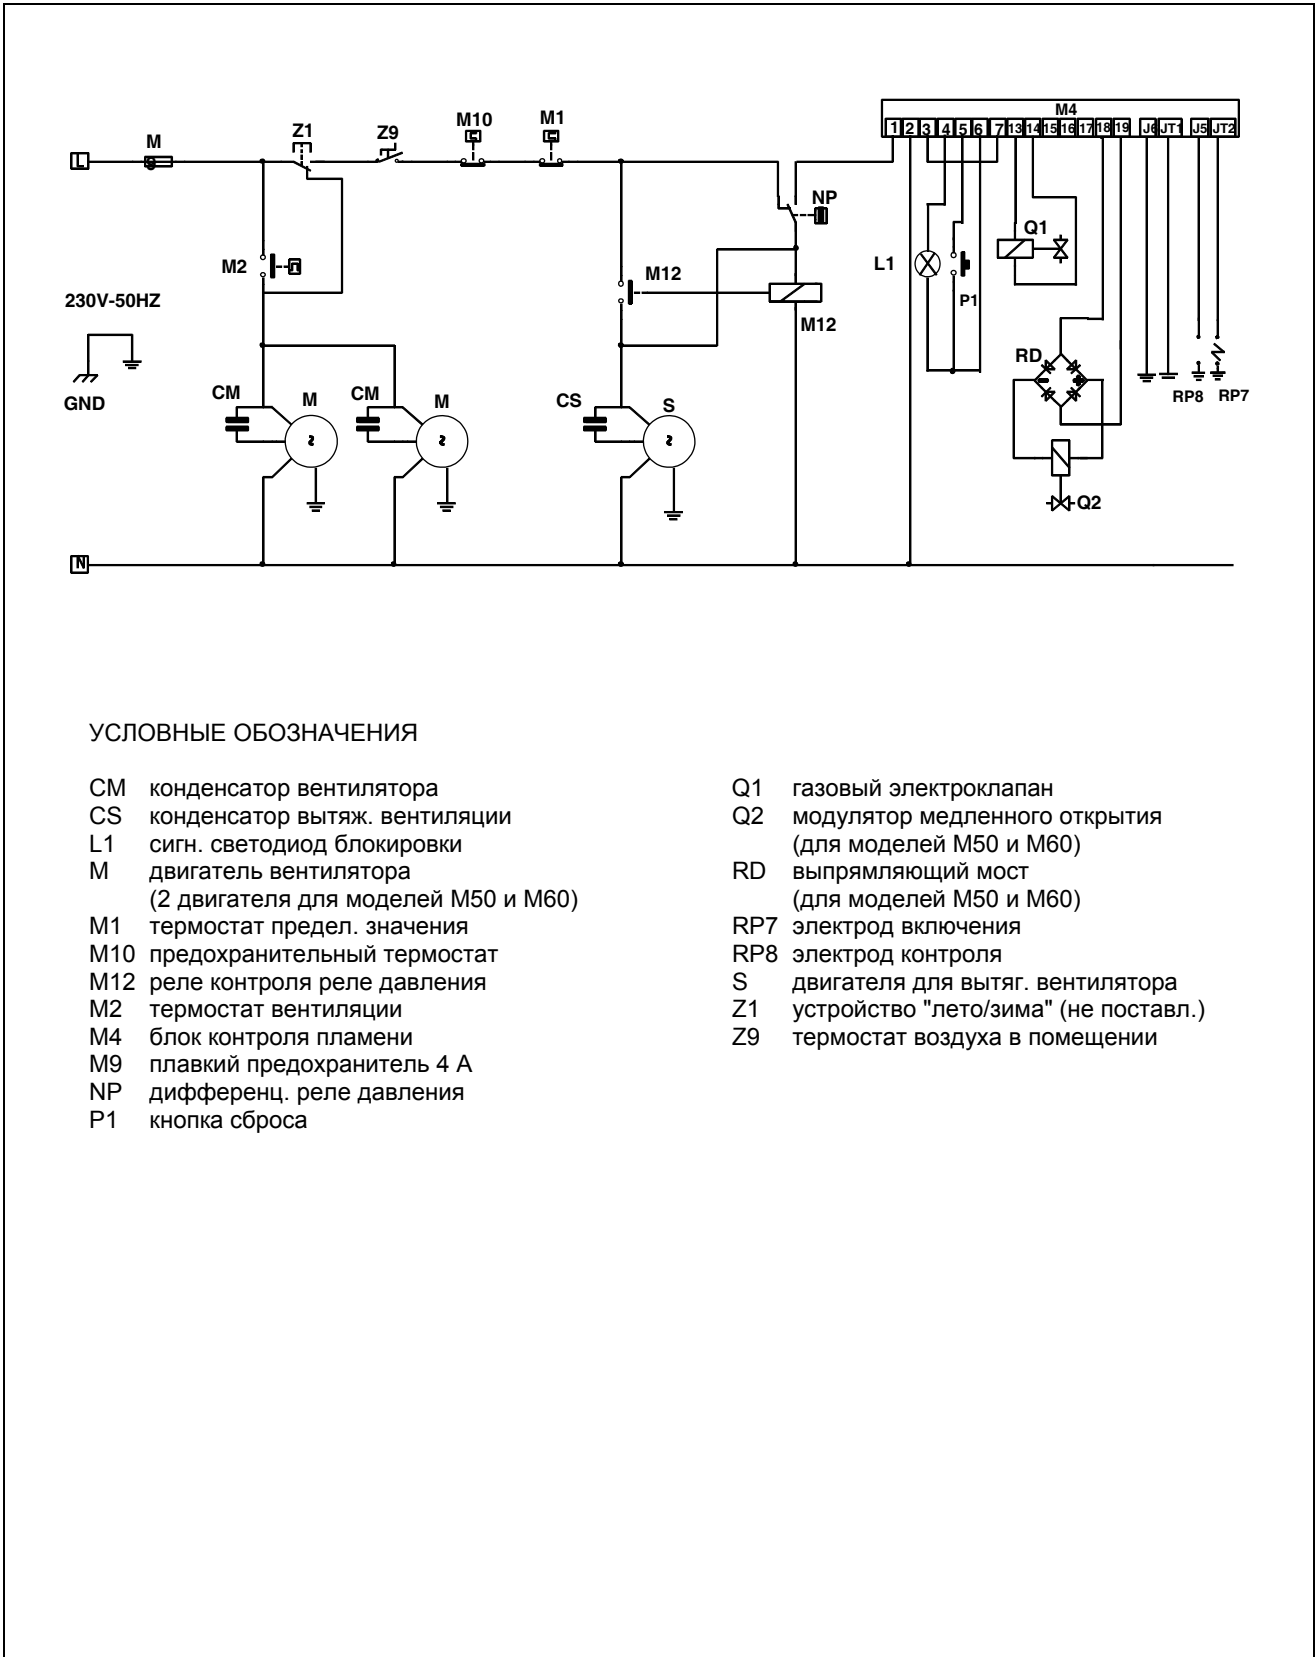 M4
M10 M1
Z1 Z9
M
1 2 3 4 5 6 7 13 14 15 16 17 18 19 J6 JT1 J5 JT2
L
NP
Q1
M2
L1
M12
P1
230V-50HZ
M12
RD
GND
CM M CM M
CS S
RP8 RP7
Q2
N
УСЛОВНЫЕ ОБОЗНАЧЕНИЯ
CM конденсатор вентилятора
CS конденсатор вытяж. вентиляции
L1 сигн. светодиод блокировки
M двигатель вентилятора
(2 двигателя для моделей M50 и M60)
M1 термостат предел. значения
M10 предохранительный термостат
M12 реле контроля реле давления
M2 термостат вентиляции
M4 блок контроля пламени
M9 плавкий предохранитель 4 А
NP дифференц. реле давления
P1 кнопка сброса
Q1 газовый электроклапан
Q2 модулятор медленного открытия
(для моделей M50 и M60)
RD выпрямляющий мост
(для моделей M50 и M60)
RP7 электрод включения
RP8 электрод контроля
S двигателя для вытяг. вентилятора
Z1 устройство "лето/зима" (не поставл.)
Z9 термостат воздуха в помещении